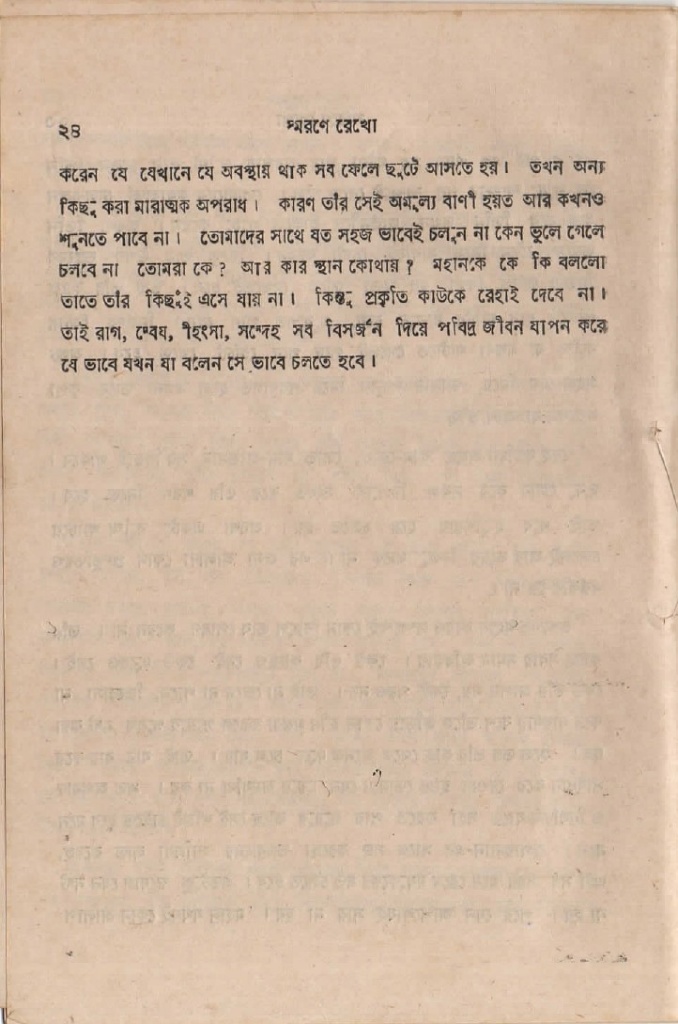 ২৪ স্মরণে রেখো
করেন যে যেখানে যে অবস্থায় থাক সব ফেলে ছুটে আসতে হয়। তখন অন্য
কিছু করা মারাত্মক অপরাধ। কারণ তাঁর সেই অমূল্য বাণী হয়ত আর কখনও
শুনতে পাবে না। তোমাদের সাথে যত সহজ ভাবেই চলুন না কেন ভুলে গেলে
চলবে না তোমরা কে? আর কার স্থান কোথায়? মহানকে কে কি বললো
তাতে তাঁর কিছুই এসে যায় না। কিন্তু প্রকৃতি কাউকে রেহাই দেবে না।
তাই রাগ, দ্বেষ, হিংসা, সন্দেহ সব বিসর্জন দিয়ে পবিত্র জীবন যাপন করে
যে ভাবে যখন যা বলেন সে ভাবে চলতে হবে।